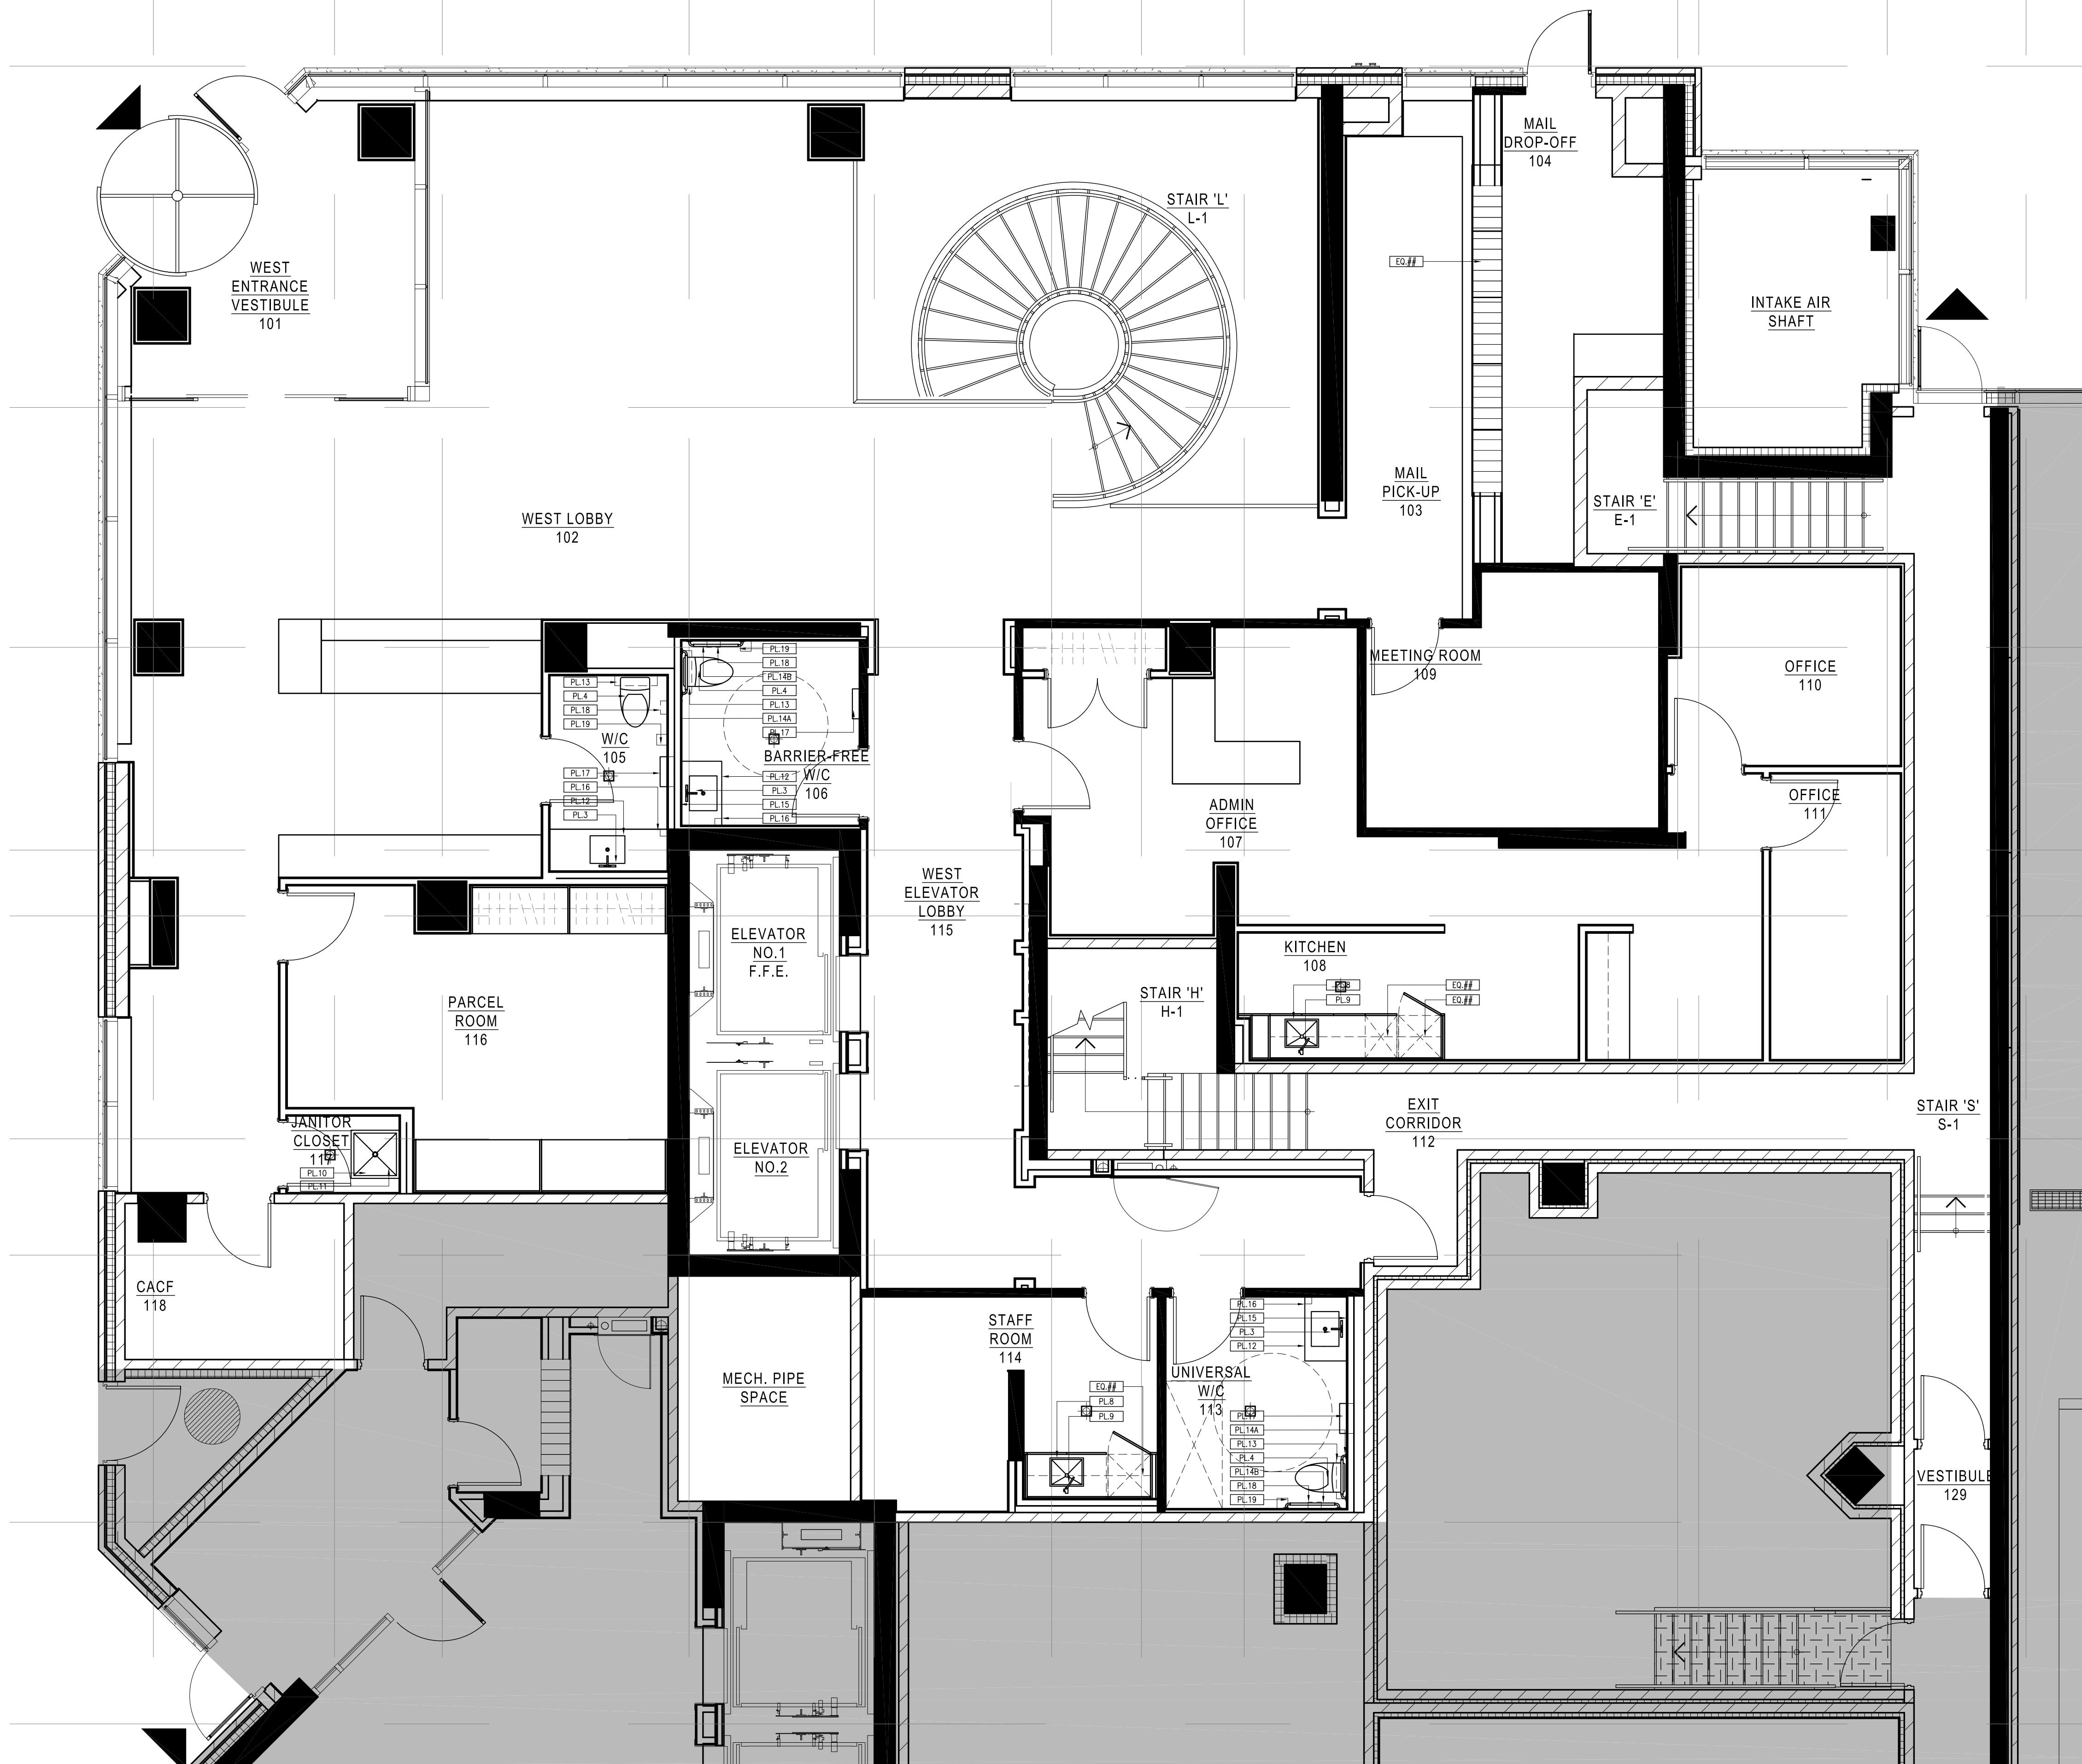 MAIL
DROP-OFF
104
STAIR 'L'
L-1
WEST
ENTRANCE
VESTIBULE
101
EQ.##
INTAKE AIR
SHAFT
MAIL
PICK-UP
103
STAIR 'E'
E-1
WEST LOBBY
102
MEETING ROOM
109
OFFICE
110
PL.13
PL.4
PL.18
PL.19
W/C
105
PL.17
PL.16
PL.12
PL.3
PL.19
PL.18
PL.14B
PL.4
PL.13
PL.14A
PL.17
BARRIER-FREE
W/C
106
PL.12
PL.3
PL.15
PL.16
ADMIN
OFFICE
107
OFFICE
111
WEST
ELEVATOR
LOBBY
115
ELEVATOR
NO.1
F.F.E.
KITCHEN
108
PL.9
EQ.##
EQ.##
PARCEL
ROOM
116
STAIR 'H'
H-1
EXIT
CORRIDOR
112
STAIR 'S'
S-1
JANITOR
CLOSET
117
PL.10
PL.11
ELEVATOR
NO.2
CACF
118
STAFF
ROOM
114
EQ.##
PL.8
PL.9
PL.16
PL.15
PL.3
PL.12
UNIVERSAL
W/C
113
PL.17
PL.14A
PL.13
PL.4
PL.14B
PL.18
PL.19
MECH. PIPE
SPACE
VESTIBULE
129